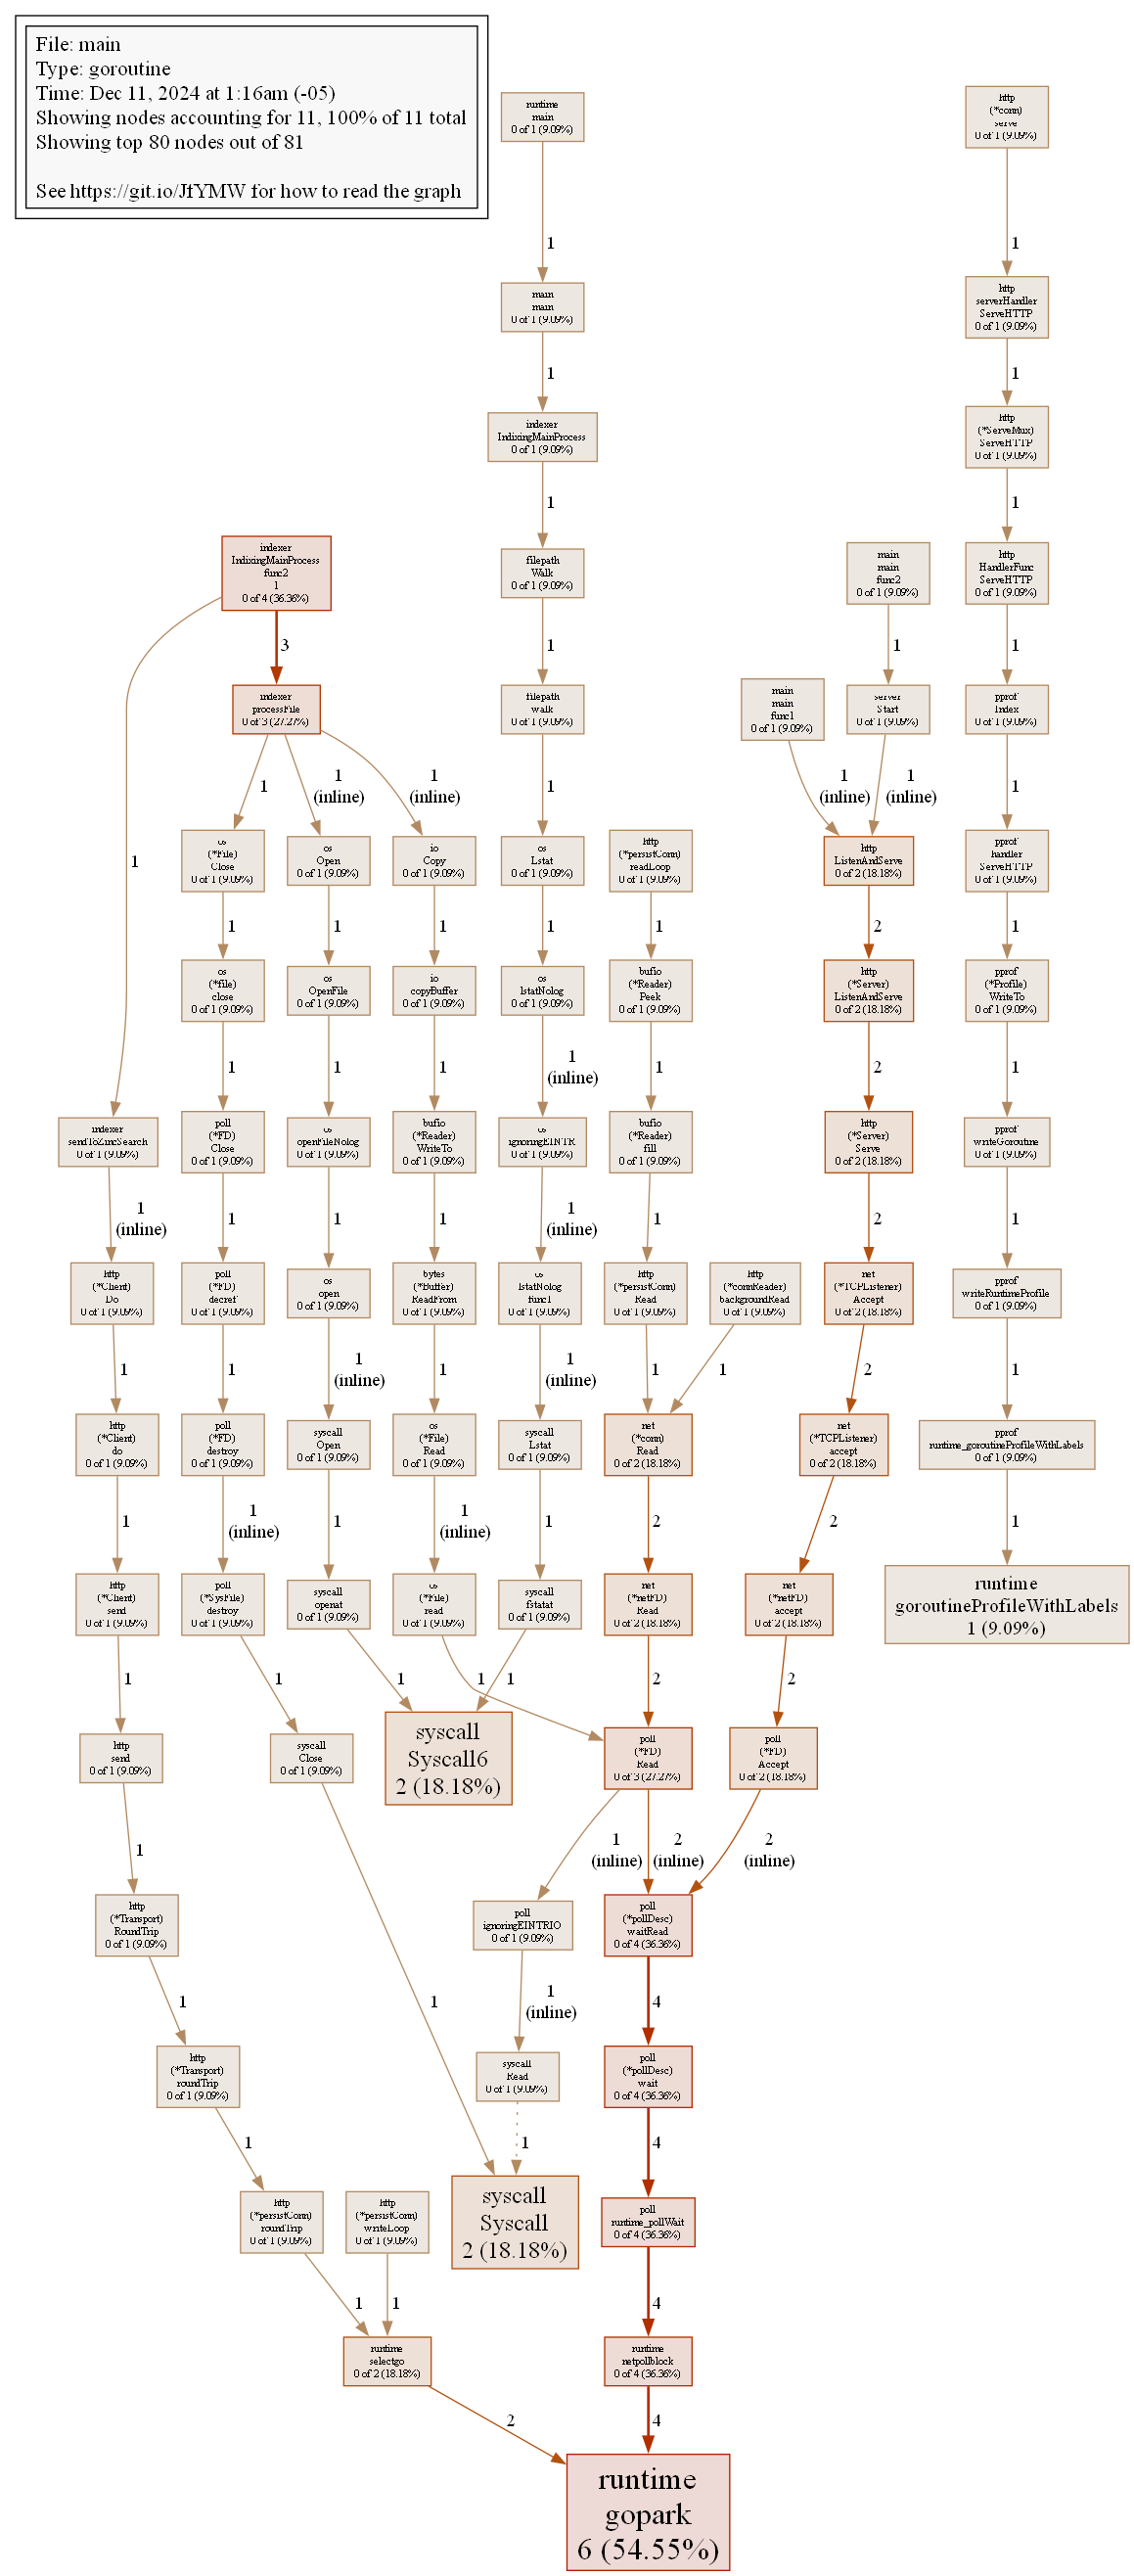 File: main
Type: goroutine
Time: Dec 11, 2024 at 1:16am (-05)
Showing nodes accounting for 11, 100% of 11 total
Showing top 80 nodes out of 81
See https://git.io/JfYMW for how to read the graph
runtime
main
0 of 1 (9.09%)
http
(*conn)
serve
0 of 1 (9.09%)
1
1
main
main
0 of 1 (9.09%)
http
serverHandler
ServeHTTP
0 of 1 (9.09%)
1
1
indexer
IndixingMainProcess
0 of 1 (9.09%)
http
(*ServeMux)
ServeHTTP
0 of 1 (9.09%)
1
1
indexer
IndixingMainProcess
func2
1
0 of 4 (36.36%)
filepath
Walk
0 of 1 (9.09%)
main
main
func2
0 of 1 (9.09%)
http
HandlerFunc
ServeHTTP
0 of 1 (9.09%)
3
1
1
1
indexer
processFile
0 of 3 (27.27%)
filepath
walk
0 of 1 (9.09%)
main
main
func1
0 of 1 (9.09%)
server
Start
0 of 1 (9.09%)
pprof
Index
0 of 1 (9.09%)
1
1
(inline)
1
(inline)
1
1
(inline)
1
(inline)
1
1
os
(*File)
Close
0 of 1 (9.09%)
os
Open
0 of 1 (9.09%)
io
Copy
0 of 1 (9.09%)
os
Lstat
0 of 1 (9.09%)
http
(*persistConn)
readLoop
0 of 1 (9.09%)
http
ListenAndServe
0 of 2 (18.18%)
pprof
handler
ServeHTTP
0 of 1 (9.09%)
1
1
1
1
1
2
1
os
(*file)
close
0 of 1 (9.09%)
os
OpenFile
0 of 1 (9.09%)
io
copyBuffer
0 of 1 (9.09%)
os
lstatNolog
0 of 1 (9.09%)
bufio
(*Reader)
Peek
0 of 1 (9.09%)
http
(*Server)
ListenAndServe
0 of 2 (18.18%)
pprof
(*Profile)
WriteTo
0 of 1 (9.09%)
1
1
1
1
(inline)
1
2
1
indexer
sendToZincSearch
0 of 1 (9.09%)
poll
(*FD)
Close
0 of 1 (9.09%)
os
openFileNolog
0 of 1 (9.09%)
bufio
(*Reader)
WriteTo
0 of 1 (9.09%)
os
ignoringEINTR
0 of 1 (9.09%)
bufio
(*Reader)
fill
0 of 1 (9.09%)
http
(*Server)
Serve
0 of 2 (18.18%)
pprof
writeGoroutine
0 of 1 (9.09%)
1
(inline)
1
1
1
1
(inline)
1
2
1
http
(*Client)
Do
0 of 1 (9.09%)
poll
(*FD)
decref
0 of 1 (9.09%)
os
open
0 of 1 (9.09%)
bytes
(*Buffer)
ReadFrom
0 of 1 (9.09%)
os
lstatNolog
func1
0 of 1 (9.09%)
http
(*persistConn)
Read
0 of 1 (9.09%)
http
(*connReader)
backgroundRead
0 of 1 (9.09%)
net
(*TCPListener)
Accept
0 of 2 (18.18%)
pprof
writeRuntimeProfile
0 of 1 (9.09%)
1
1
1
(inline)
1
1
(inline)
1
1
2
1
http
(*Client)
do
0 of 1 (9.09%)
poll
(*FD)
destroy
0 of 1 (9.09%)
syscall
Open
0 of 1 (9.09%)
os
(*File)
Read
0 of 1 (9.09%)
syscall
Lstat
0 of 1 (9.09%)
net
(*conn)
Read
0 of 2 (18.18%)
net
(*TCPListener)
accept
0 of 2 (18.18%)
pprof
runtime_goroutineProfileWithLabels
0 of 1 (9.09%)
1
1
(inline)
1
1
(inline)
1
2
2
1
http
(*Client)
send
0 of 1 (9.09%)
poll
(*SysFile)
destroy
0 of 1 (9.09%)
syscall
openat
0 of 1 (9.09%)
os
(*File)
read
0 of 1 (9.09%)
syscall
fstatat
0 of 1 (9.09%)
net
(*netFD)
Read
0 of 2 (18.18%)
net
(*netFD)
accept
0 of 2 (18.18%)
runtime
goroutineProfileWithLabels
1 (9.09%)
1
1
1
1
1
2
2
http
send
0 of 1 (9.09%)
syscall
Close
0 of 1 (9.09%)
syscall
Syscall6
2 (18.18%)
poll
(*FD)
Read
0 of 3 (27.27%)
poll
(*FD)
Accept
0 of 2 (18.18%)
1
1
(inline)
2
(inline)
2
(inline)
http
(*Transport)
RoundTrip
0 of 1 (9.09%)
poll
ignoringEINTRIO
0 of 1 (9.09%)
poll
(*pollDesc)
waitRead
0 of 4 (36.36%)
1
1
1
(inline)
4
http
(*Transport)
roundTrip
0 of 1 (9.09%)
syscall
Read
0 of 1 (9.09%)
poll
(*pollDesc)
wait
0 of 4 (36.36%)
1
1
4
http
(*persistConn)
roundTrip
0 of 1 (9.09%)
http
(*persistConn)
writeLoop
0 of 1 (9.09%)
syscall
Syscall
2 (18.18%)
poll
runtime_pollWait
0 of 4 (36.36%)
1
1
4
runtime
selectgo
0 of 2 (18.18%)
runtime
netpollblock
0 of 4 (36.36%)
2
4
runtime
gopark
6 (54.55%)